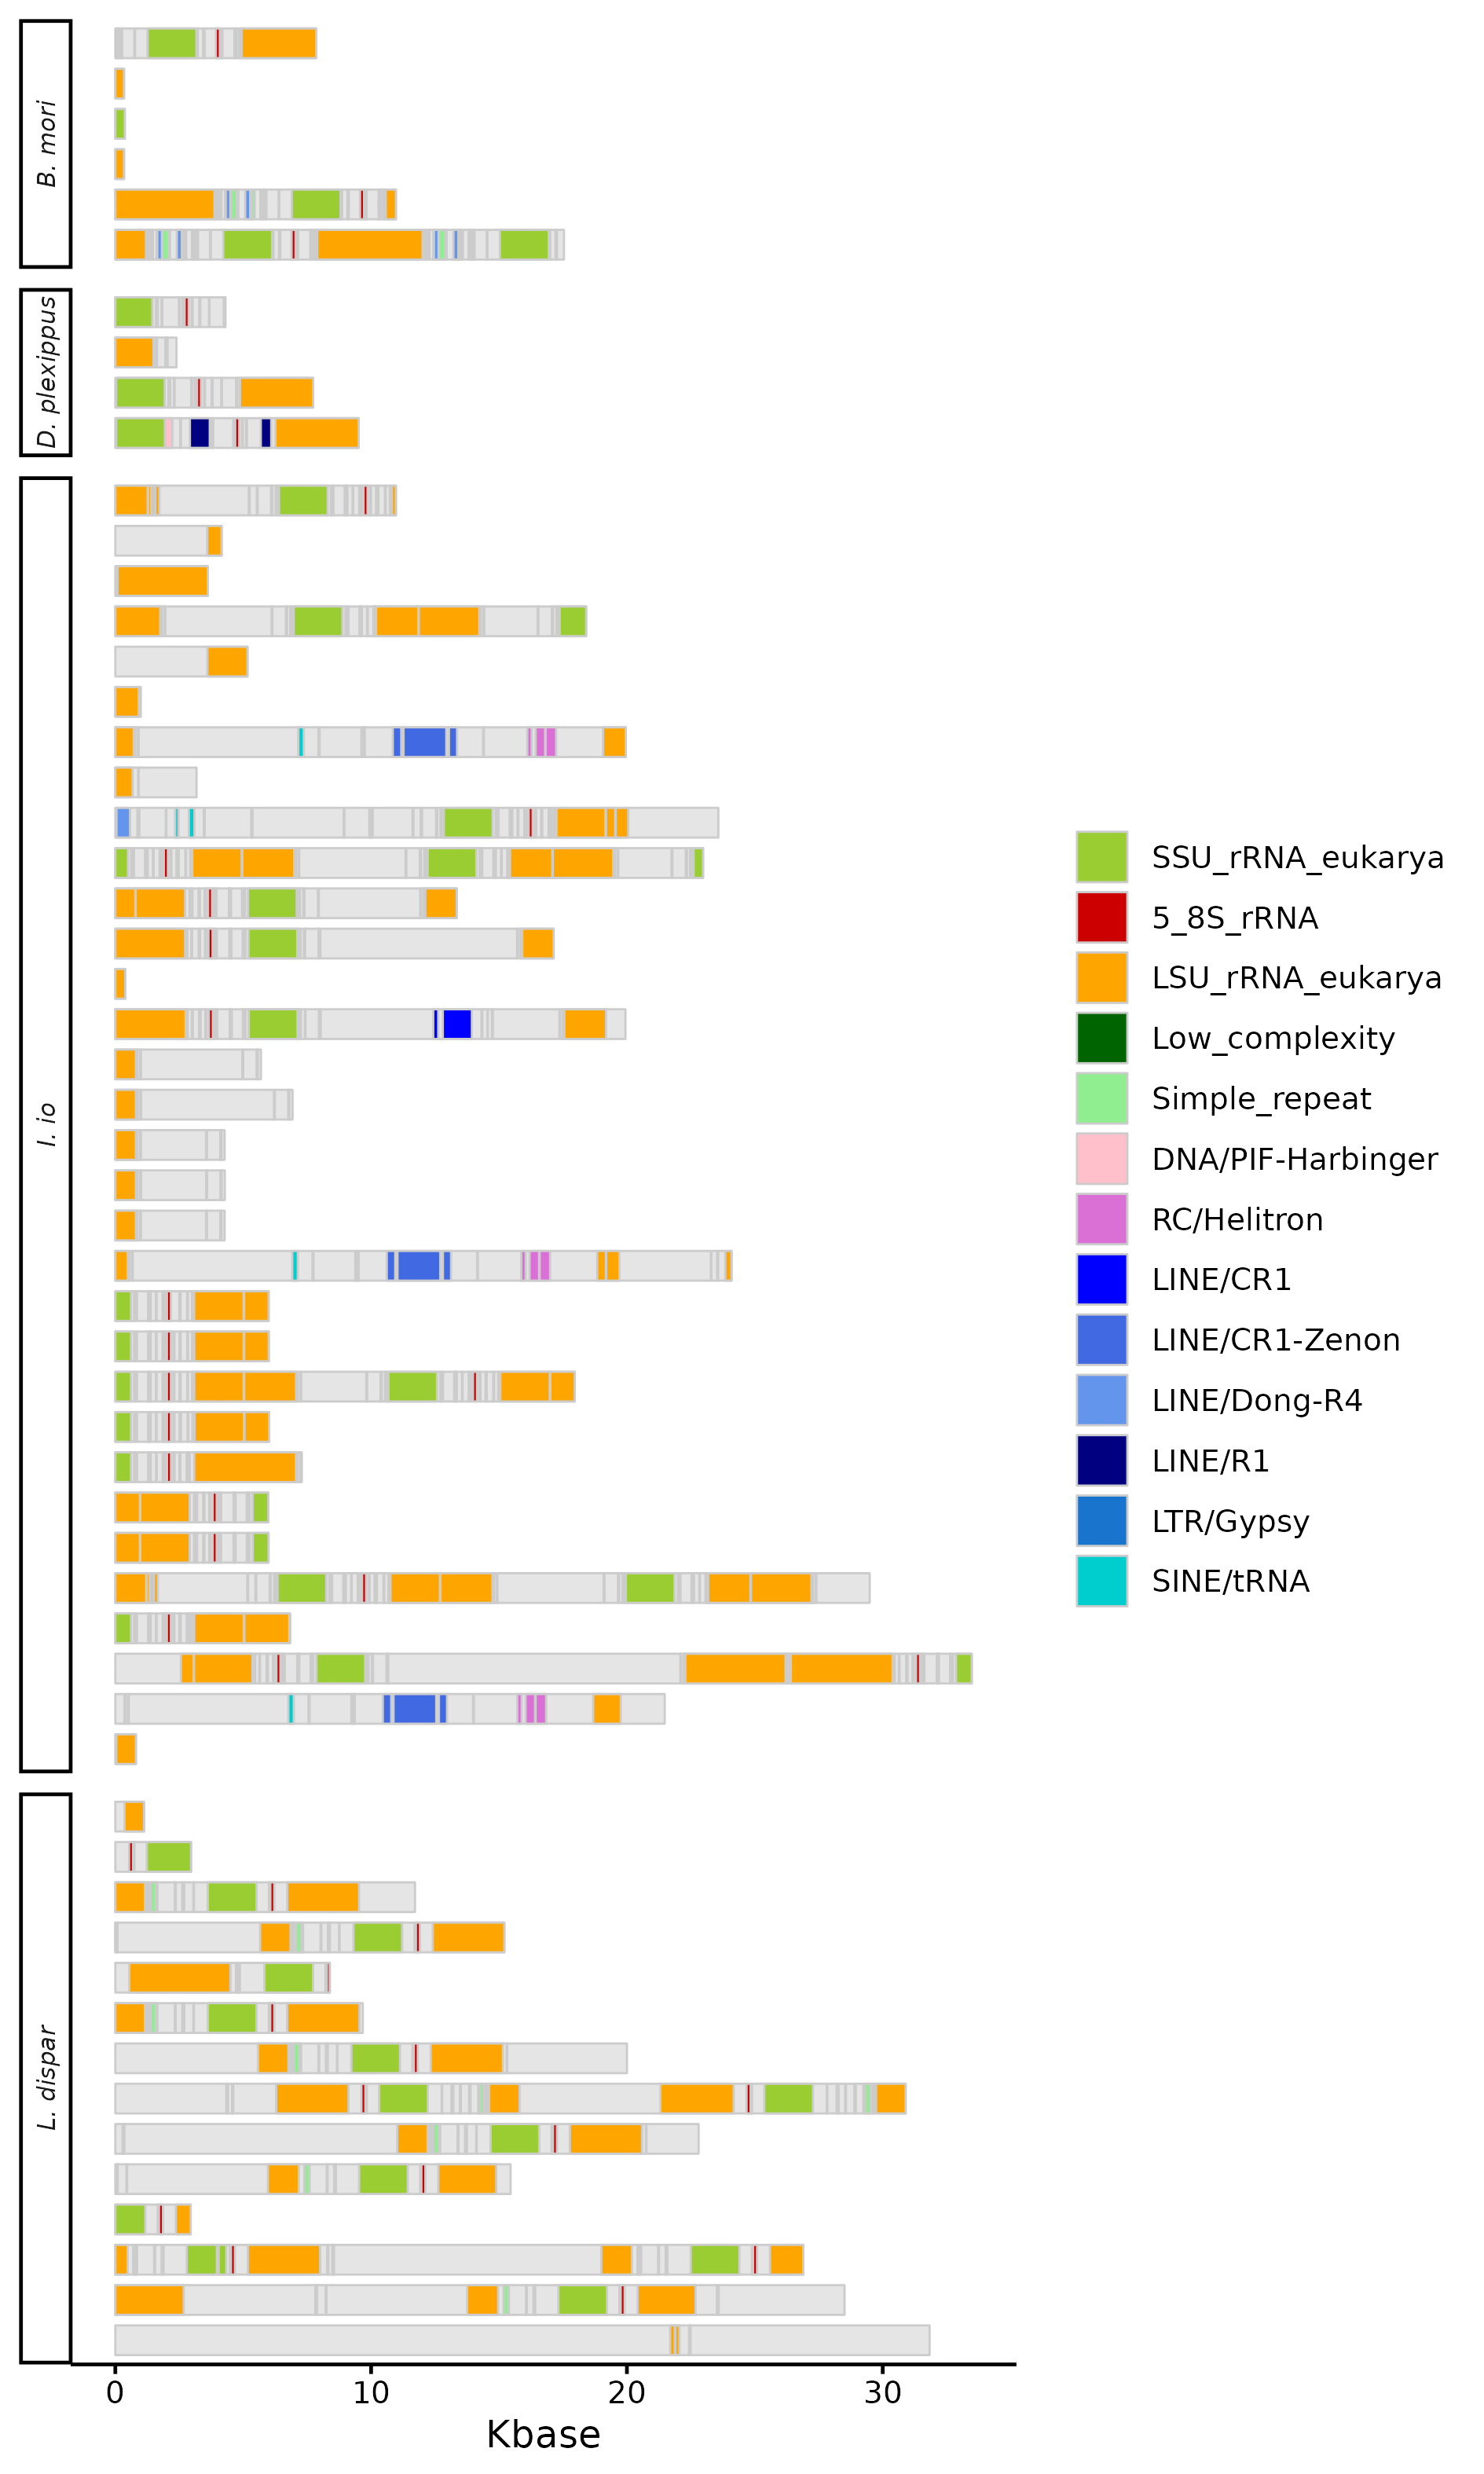 B. mori
D. plexippus
I. io
L. dispar
SSU_rRNA_eukarya
5_8S_rRNA
LSU_rRNA_eukarya
Low_complexity
Simple_repeat
DNA/PIF-Harbinger
RC/Helitron
LINE/CR1
LINE/CR1-Zenon
LINE/Dong-R4
LINE/R1
LTR/Gypsy
SINE/tRNA
0 10 20 30
Kbase